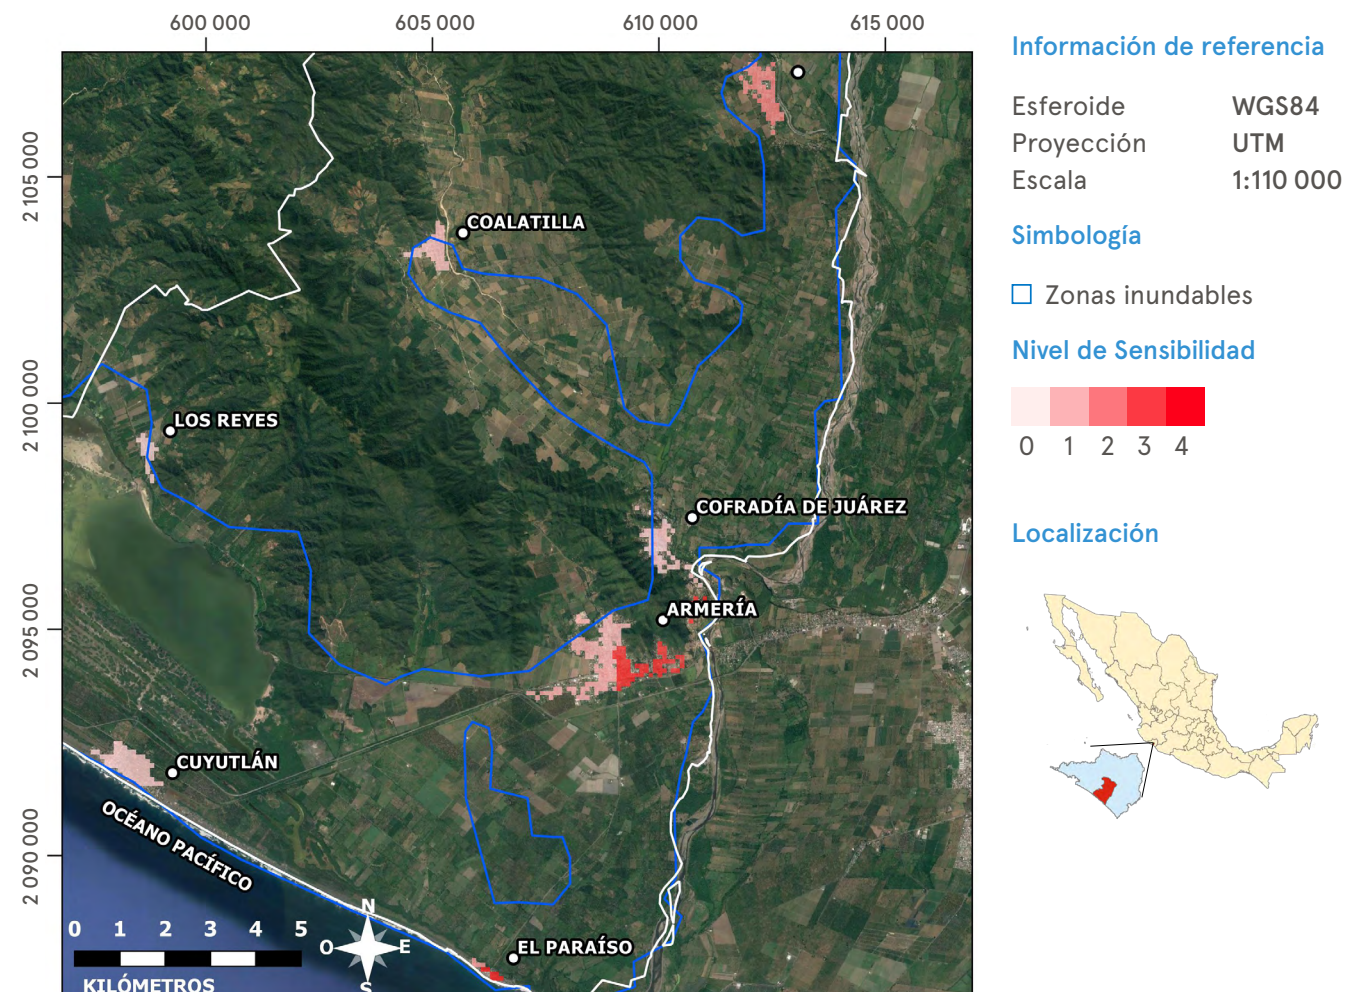 600 000 605 000 610 000 615 000
2 105 000
2 100 000
2 095 000
2 090 000
COALATILLA
LOS REYES
COFRADÍA DE JUÁREZ
ARMERÍA
CUYUTLÁN
OCÉANO PACÍFICO
EL PARAÍSO
N
O E
S
0 1 2 3 4 5
KILÓMETROS
Información de referencia
Esferoide WGS84
Proyección UTM
Escala 1:110 000
Simbología
Zonas inundables
Nivel de Sensibilidad
0 1 2 3 4
Localización